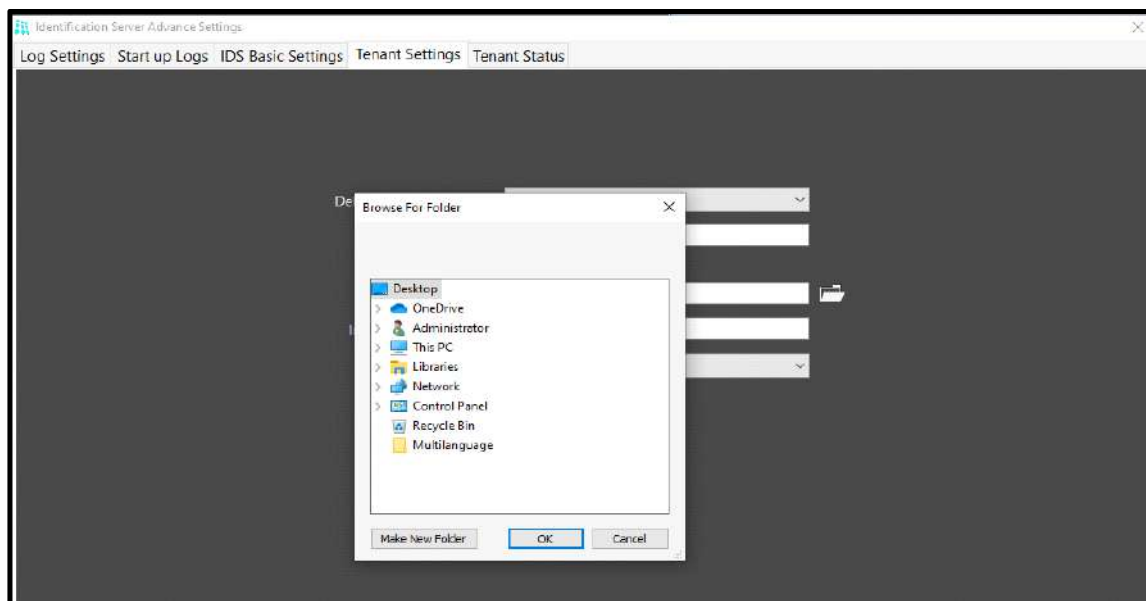 Identification Server Advance Settings
Log Settings Start up Logs IDS Basic Settings Tenant Settings Tenant Status
De
Browse For Folder
Desktop
OneDrive
Administrator
This PC
Libraries
Network
Control Panel
Recycle Bin
Multilanguage
Make New Folder OK Cancel